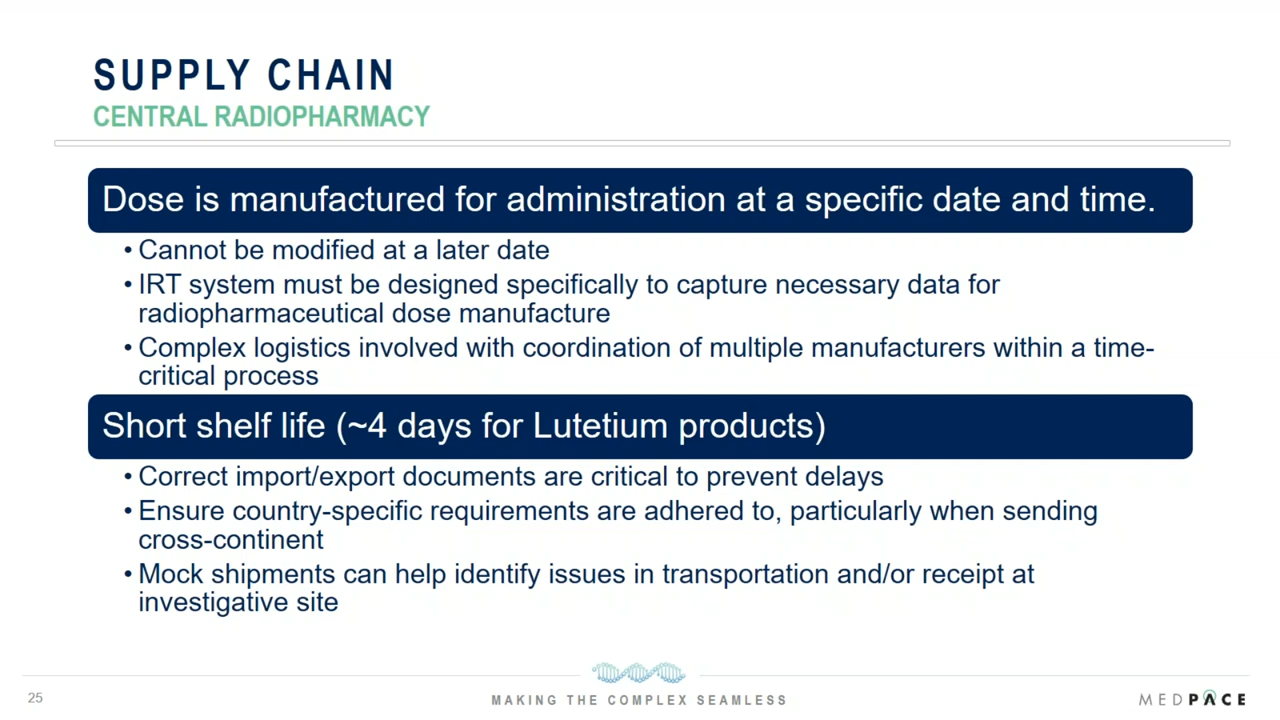 SUPPLY CHAIN
CENTRAL RADIOPHARMACY
Dose is manufactured for administration at a specific date and time.
• Cannot be modified at a later date
• IRT system must be designed specifically to capture necessary data for
radiopharmaceutical dose manufacture
• Complex logistics involved with coordination of multiple manufacturers within a time-
critical process
Short shelf life (~4 days for Lutetium products)
• Correct import/export documents are critical to prevent delays
• Ensure country-specific requirements are adhered to, particularly when sending
cross-continent
• Mock shipments can help identify issues in transportation and/or receipt at
investigative site
25
MAKING THE COMPLEX SEAMLESS
MEDPACE